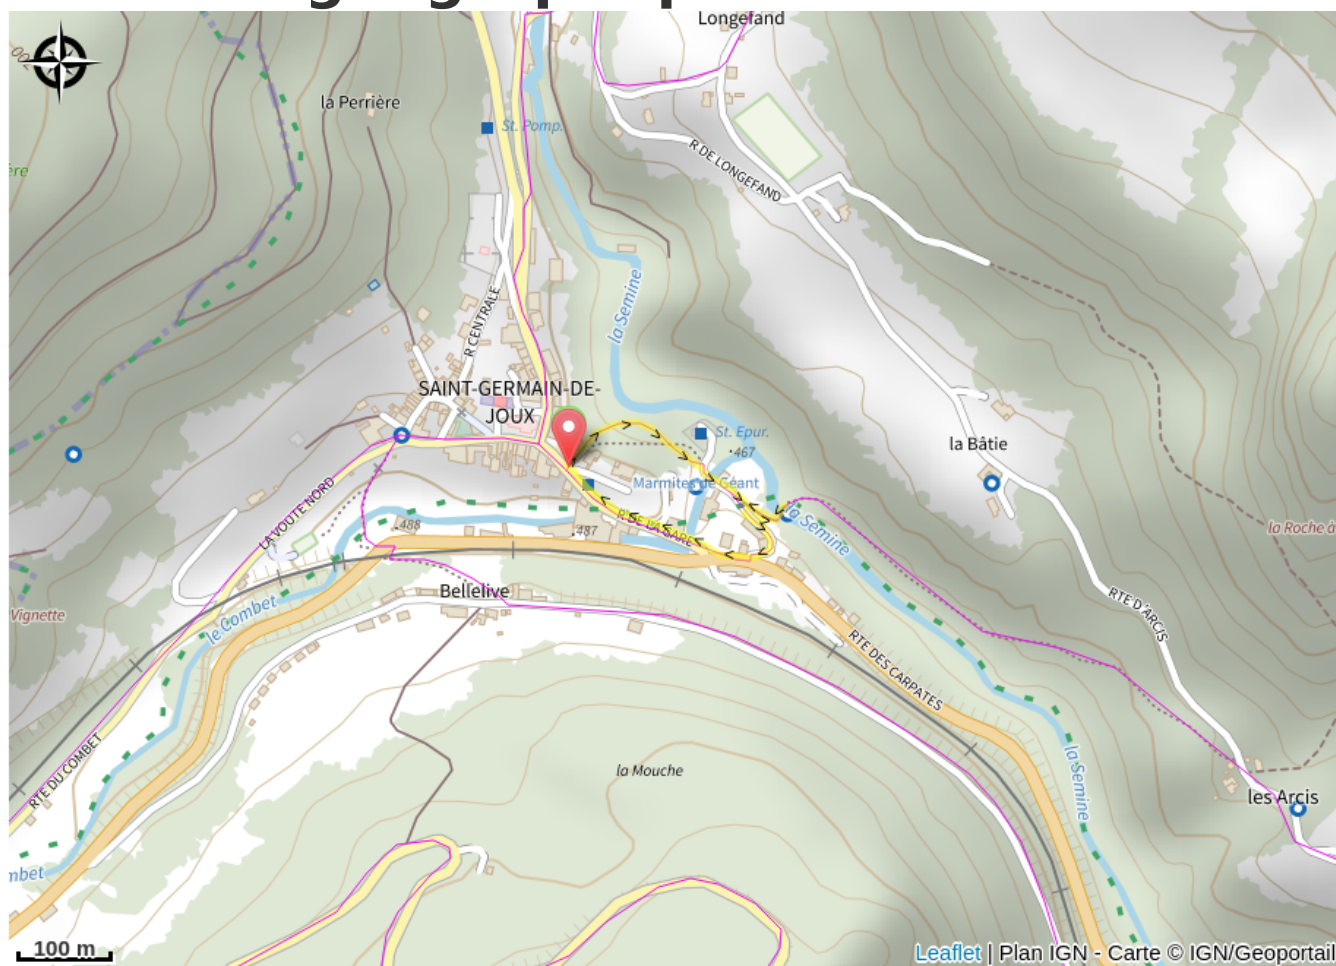 Longefand
002
la Perrière
St. Pomp.
ère
R DE LONGEFAND
la Semine
R CENTRALE
SAINT-GERMAIN-DE-
JOUX
St. Epur.
467
la Bâtie
Marmites de Géant
LA VOUTE NORD
488
487
R DE LA GARE
la Semine
la Roche à
Bellelive
RTE D'ARCIS
Vignette
le Combet
RTE DES CARPATES
RTE DU COMBET
la Mouche
la Semine
les Arcis
mbet
100 m
Leaflet | Plan IGN - Carte © IGN/Geoportail